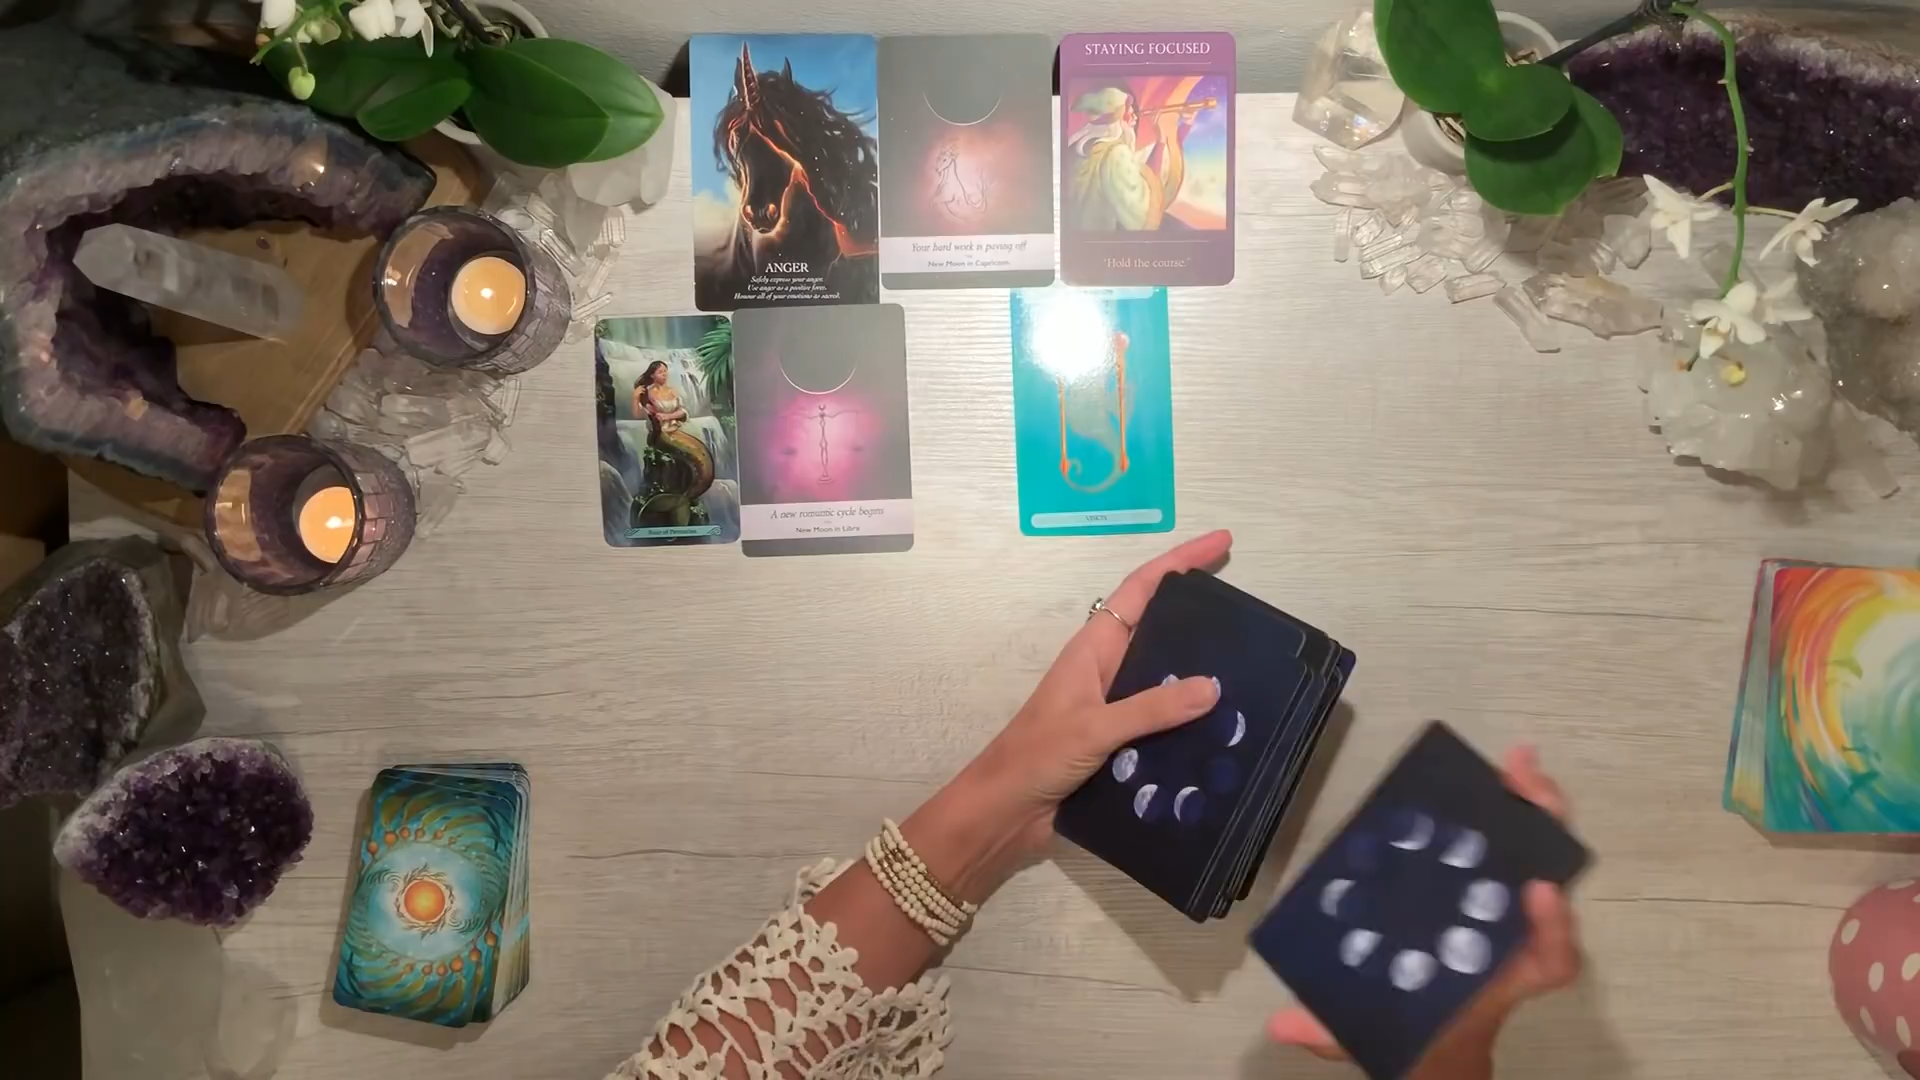 ANGER
Safely express your anger.
Use anger as a positive force.
Honour all of your emotions as sacred.
Your hard work is paying off
New Moon in Capricorn
STAYING FOCUSED
"Hold the course."
A new romantic cycle begins
New Moon in Libra